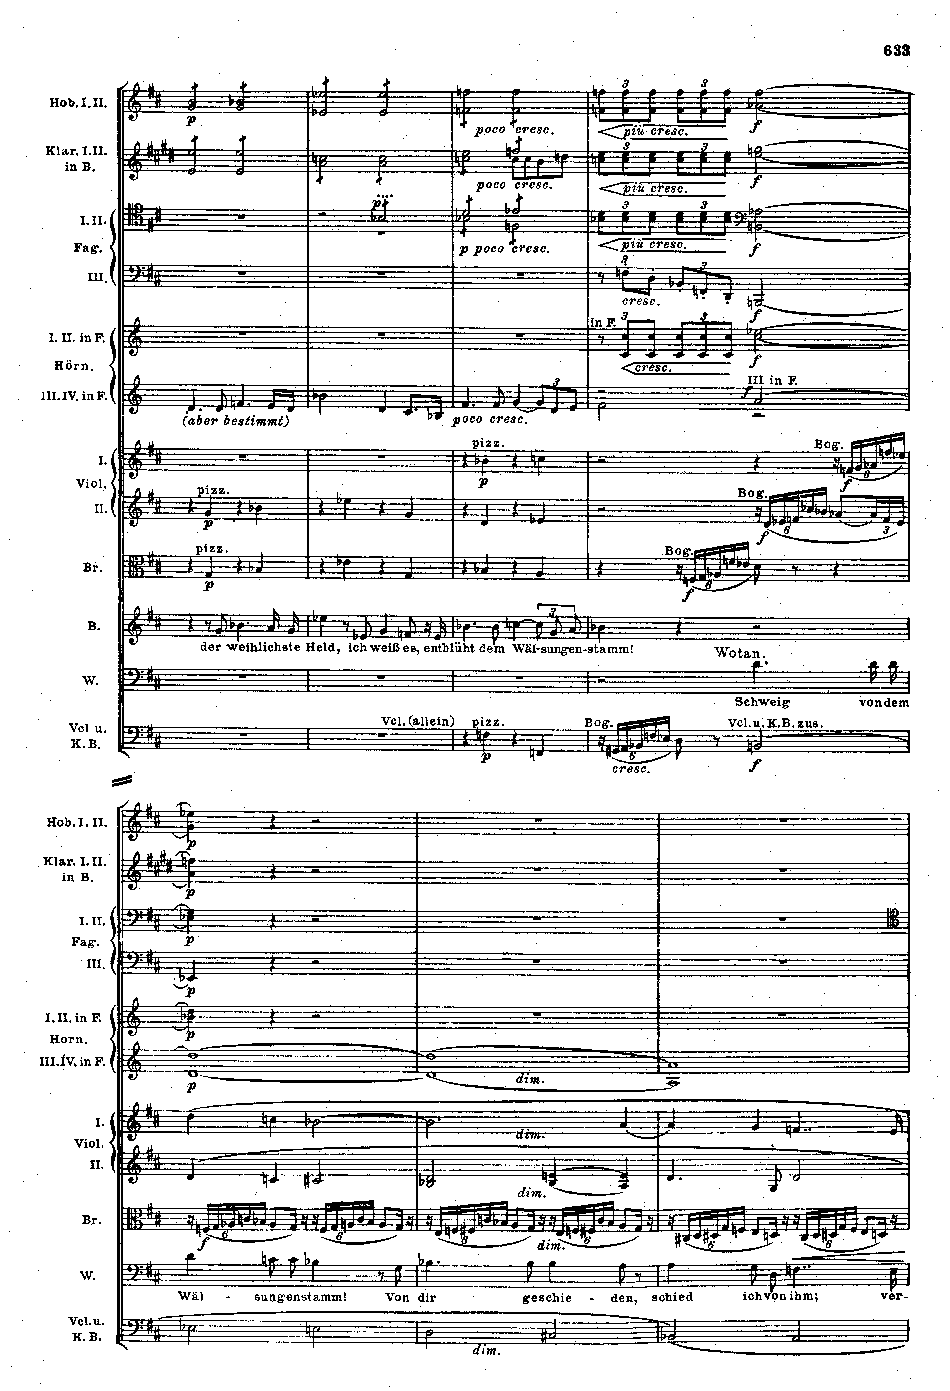 633
Hob. I. II.
p
poco cresc.
più cresc.
f
Klar. I. II.
in B.
poco cresc.
più cresc.
f
I. II.
p
p poco cresc.
più cresc.
f
Fag.
III.
cresc.
f
in F.
I. II. in F.
cresc.
f
Hörn.
III in F.
III. IV. in F.
f
(aber bestimmt)
poco cresc.
pizz.
Bog.
I.
p
f
Viol.
pizz.
Bog.
II.
p
f
pizz.
Bog.
Br.
p
f
B.
der weihlichste Held, ich weiß es, entblüht dem Wäl-sungen-stamm!
Wotan.
W.
Schweig von dem
Vcl. (allein) pizz.
Bog.
Vcl. u. K.B. zus.
Vcl u.
K.B.
p
cresc.
f
Hob. I. II.
p
Klar. I. II.
in B.
p
I. II.
p
Fag.
III.
p
I. II. in F.
p
Horn.
III. IV. in F.
p
dim.
I.
dim.
Viol.
II.
dim.
Br.
f
dim.
W.
Wäl - sungenstamm! Von dir geschie - den, schied ich von ihm; ver-
Vcl. u.
K.B.
dim.